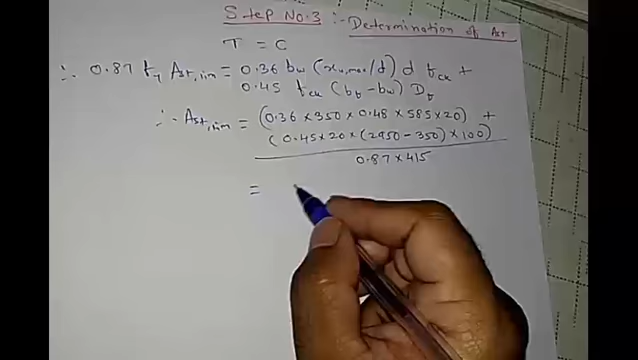 Step No.3 :- Determination of Ast
T = C
∴ 0.87 fy Ast,lim = 0.36 bw (xu,max/d) d fck +
0.45 fck (bf - bw) Df
∴ Ast,lim = (0.36 × 350 × 0.48 × 585 × 20) +
(0.45 × 20 × (2950 - 350) × 100)
0.87 × 415
=